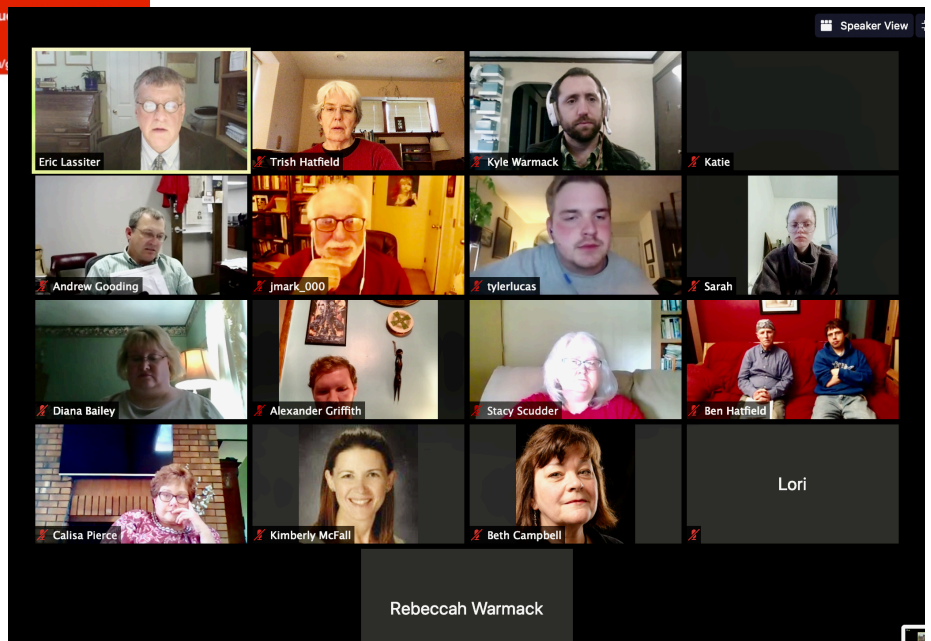 Speaker View
Eric Lassiter
Trish Hatfield
Kyle Warmack
Katie
Andrew Gooding
jmark_000
tylerlucas
Sarah
Diana Bailey
Alexander Griffith
Stacy Scudder
Ben Hatfield
Calisa Pierce
Kimberly McFall
Beth Campbell
Lori
Rebeccah Warmack